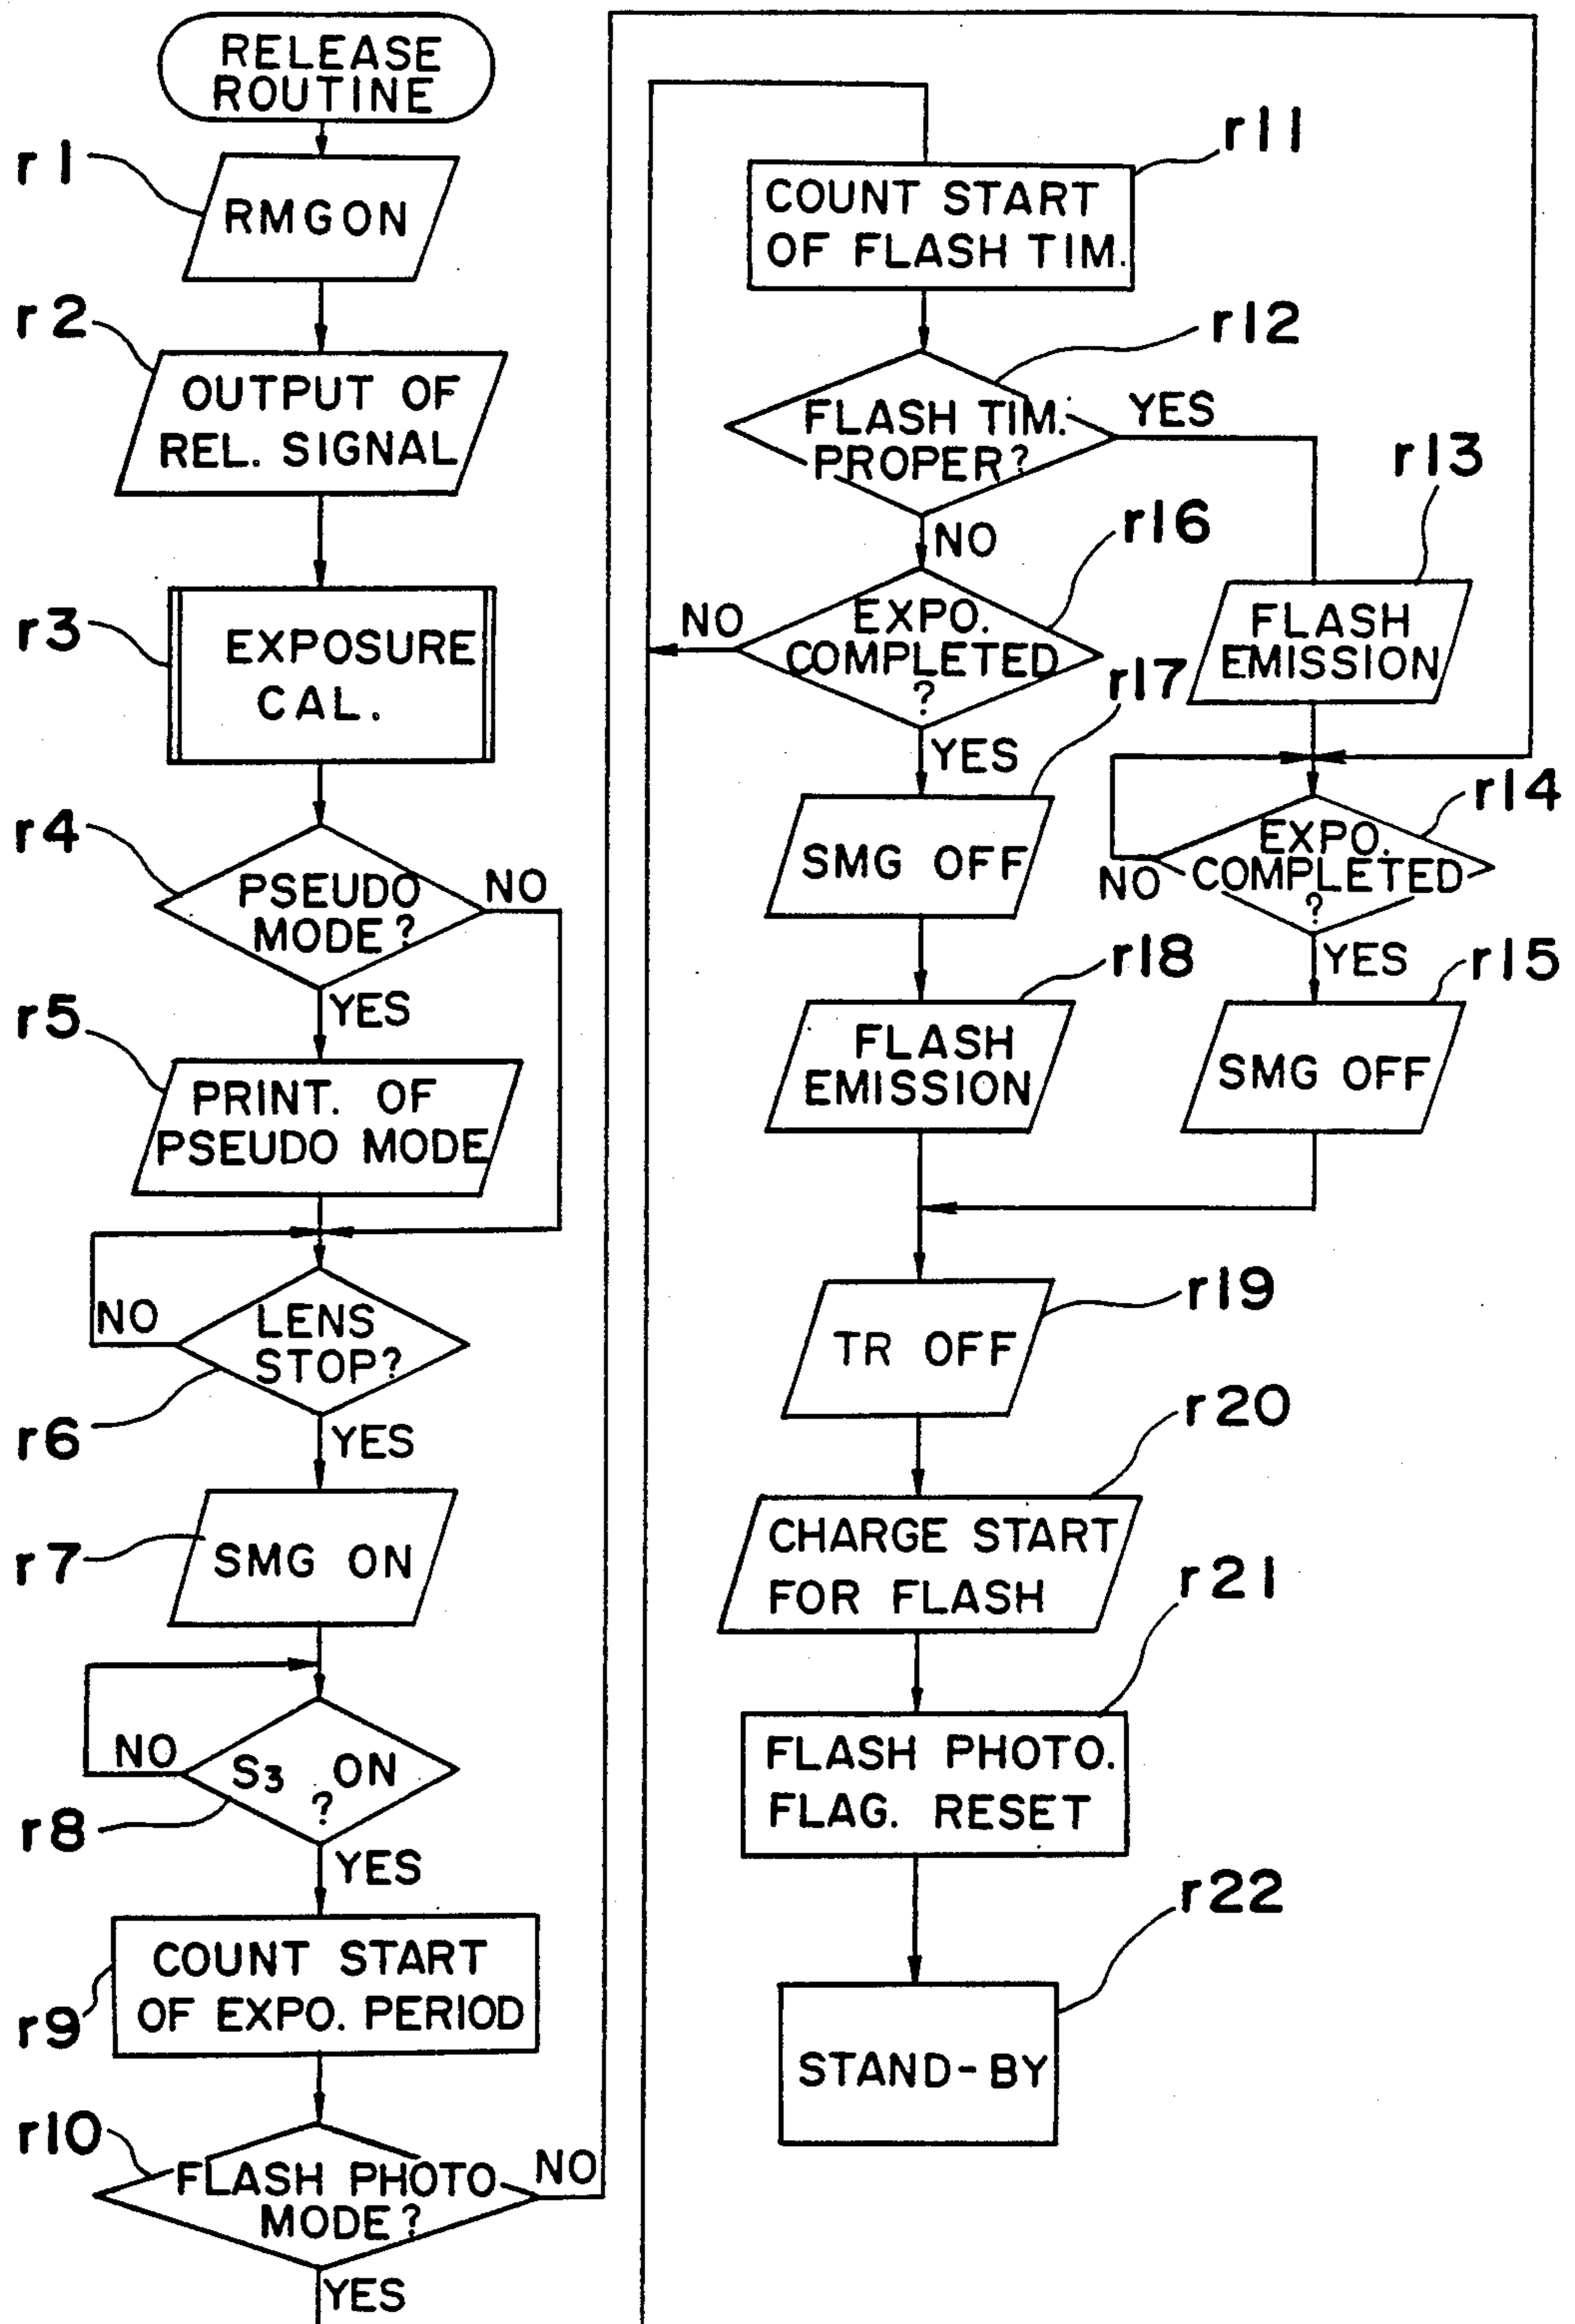 RELEASE
ROUTINE
r1
RMGON
r2
OUTPUT OF
REL. SIGNAL
r3
EXPOSURE
CAL.
r4
PSEUDO
MODE?
NO
YES
r5
PRINT. OF
PSEUDO MODE
NO
LENS
STOP?
r6
YES
r7
SMG ON
NO
S3 ON
?
r8
YES
COUNT START
OF EXPO. PERIOD
r9
r10
FLASH PHOTO
MODE?
NO
YES
r11
COUNT START
OF FLASH TIM.
r12
FLASH TIM.
PROPER?
YES
NO
r13
FLASH
EMISSION
r16
NO
EXPO.
COMPLETED
?
YES
r17
SMG OFF
r14
EXPO.
COMPLETED
?
NO
YES
r18
FLASH
EMISSION
r15
SMG OFF
r19
TR OFF
r20
CHARGE START
FOR FLASH
r21
FLASH PHOTO.
FLAG. RESET
r22
STAND-BY